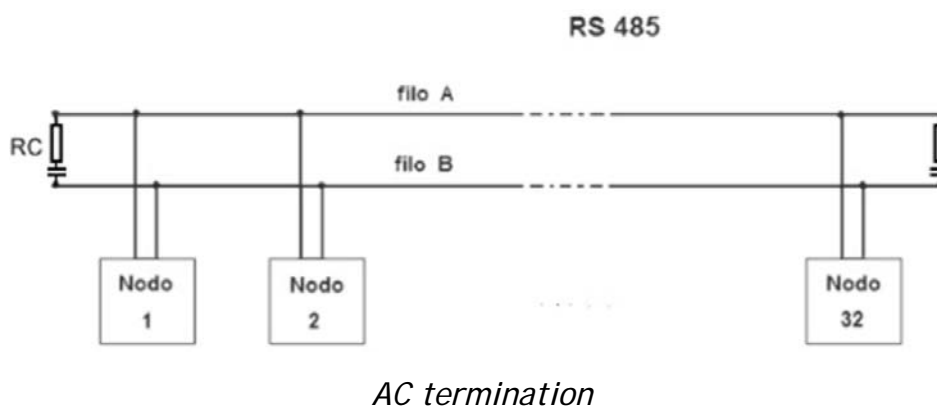 RS 485
filo A
RC
filo B
Nodo
1
Nodo
2
Nodo
32
AC termination